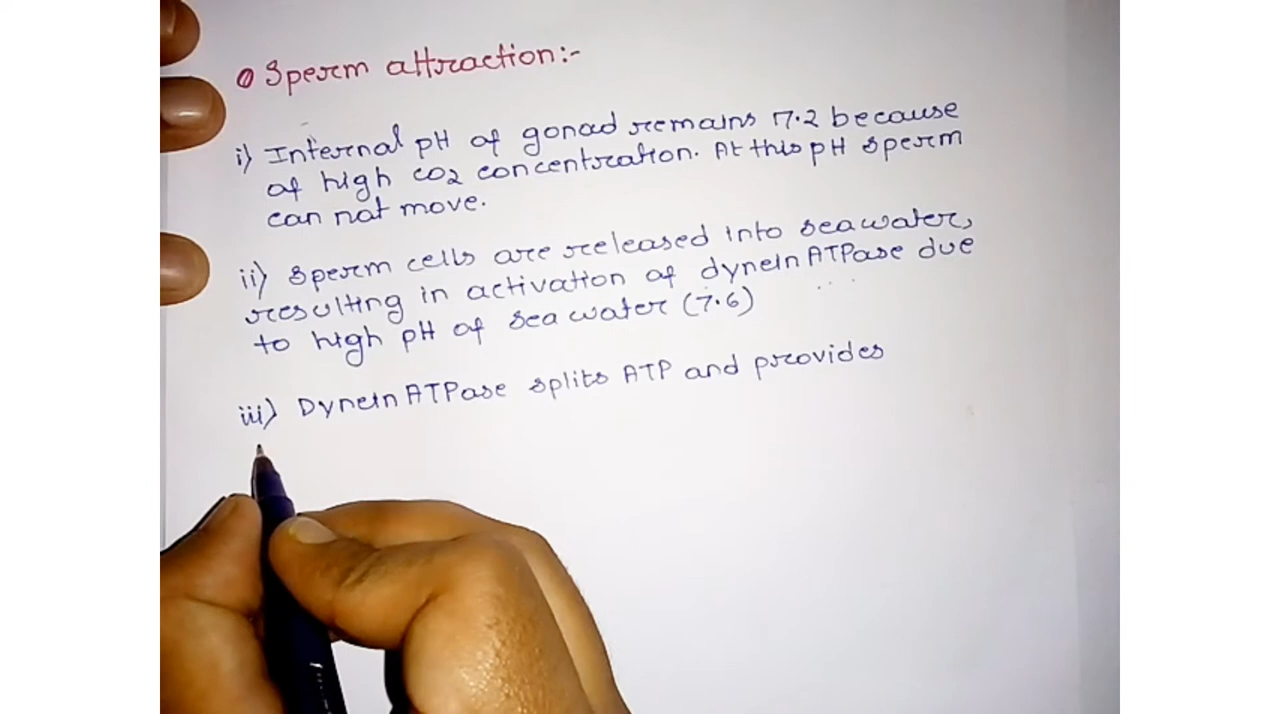 Sperm attraction:-
i) Internal pH of gonad remains 7.2 because
of high CO2 concentration. At this pH sperm
can not move.
ii) Sperm cells are released into seawater,
resulting in activation of dynein ATPase due
to high pH of sea water (7.6)
iii) Dynein ATPase splits ATP and provides